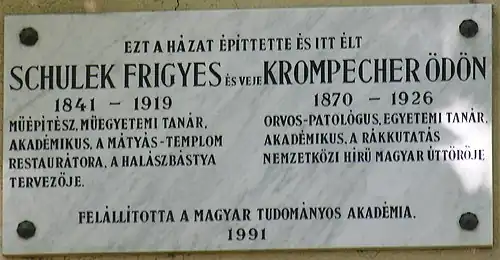 EZT A HÁZAT ÉPÍTTETTE ÉS ITT ÉLT
SCHULEK FRIGYES ÉS VEJE KROMPECHER ÖDÖN
1841 – 1919
MŰÉPÍTÉSZ, MŰEGYETEMI TANÁR,
AKADÉMIKUS, A MÁTYÁS-TEMPLOM
RESTAURÁTORA, A HALÁSZBÁSTYA
TERVEZŐJE.
1870 – 1926
ORVOS-PATOLÓGUS, EGYETEMI TANÁR,
AKADÉMIKUS, A RÁKKUTATÁS
NEMZETKÖZI HÍRŰ MAGYAR ÚTTÖRŐJE
FELÁLLÍTOTTA A MAGYAR TUDOMÁNYOS AKADÉMIA.
1991